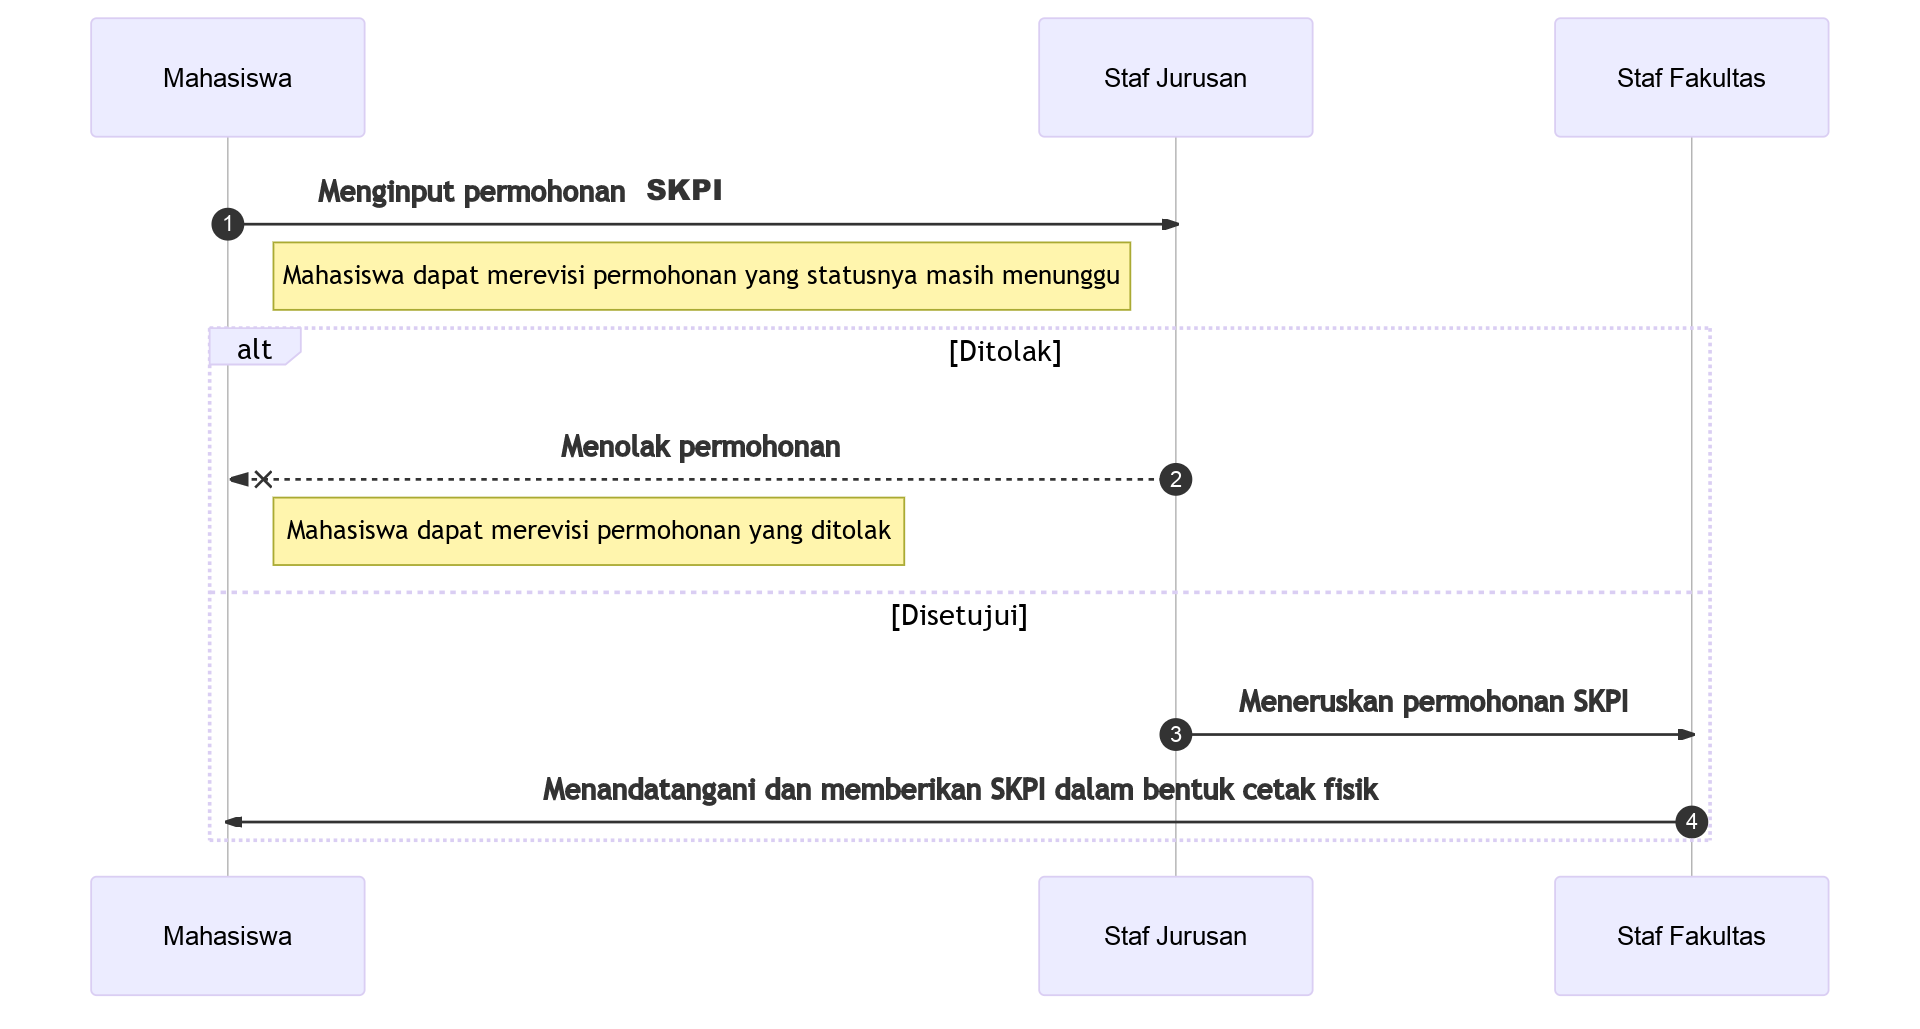 Mahasiswa
Staf Jurusan
Staf Fakultas
Menginput permohonan SKPI
1
Mahasiswa dapat merevisi permohonan yang statusnya masih menunggu
alt
[Ditolak]
Menolak permohonan
2
Mahasiswa dapat merevisi permohonan yang ditolak
[Disetujui]
Meneruskan permohonan SKPI
3
Menandatangani dan memberikan SKPI dalam bentuk cetak fisik
4
Mahasiswa
Staf Jurusan
Staf Fakultas